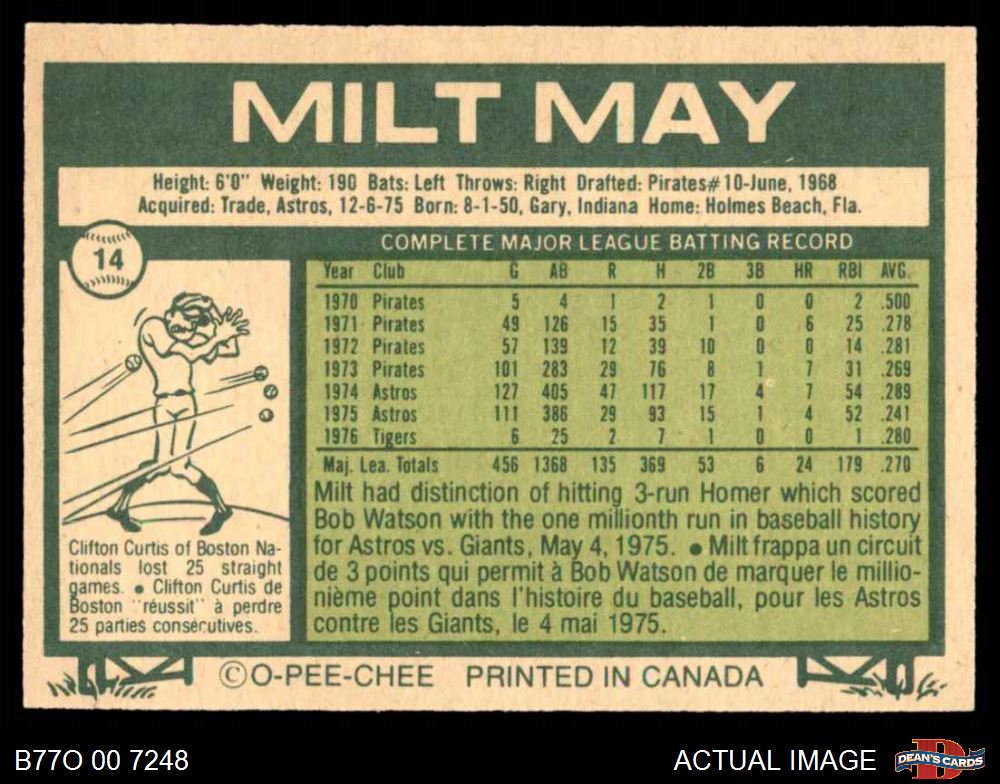 MILT MAY
Height: 6'0" Weight: 190 Bats: Left Throws: Right Drafted: Pirates#10-June, 1968
Acquired: Trade, Astros, 12-6-75 Born: 8-1-50, Gary, Indiana Home: Holmes Beach, Fla.
14
COMPLETE MAJOR LEAGUE BATTING RECORD
Year Club G AB R H 2B 3B HR RBI AVG.
1970 Pirates 5 4 1 2 1 0 0 2 .500
1971 Pirates 49 126 15 35 1 0 6 25 .278
1972 Pirates 57 139 12 39 10 0 0 14 .281
1973 Pirates 101 283 29 76 8 1 7 31 .269
1974 Astros 127 405 47 117 17 4 7 54 .289
1975 Astros 111 386 29 93 15 1 4 52 .241
1976 Tigers 6 25 2 7 1 0 0 1 .280
Maj. Lea. Totals 456 1368 135 369 53 6 24 179 .270
Milt had distinction of hitting 3-run Homer which scored
Bob Watson with the one millionth run in baseball history
for Astros vs. Giants, May 4, 1975. ● Milt frappa un circuit
de 3 points qui permit à Bob Watson de marquer le millio-
nième point dans l'histoire du baseball, pour les Astros
contre les Giants, le 4 mai 1975.
Clifton Curtis of Boston Na-
tionals lost 25 straight
games. ● Clifton Curtis de
Boston "réussit" à perdre
25 parties consécutives.
©O-PEE-CHEE PRINTED IN CANADA
B77O 00 7248
ACTUAL IMAGE
D
DEAN'S CARDS